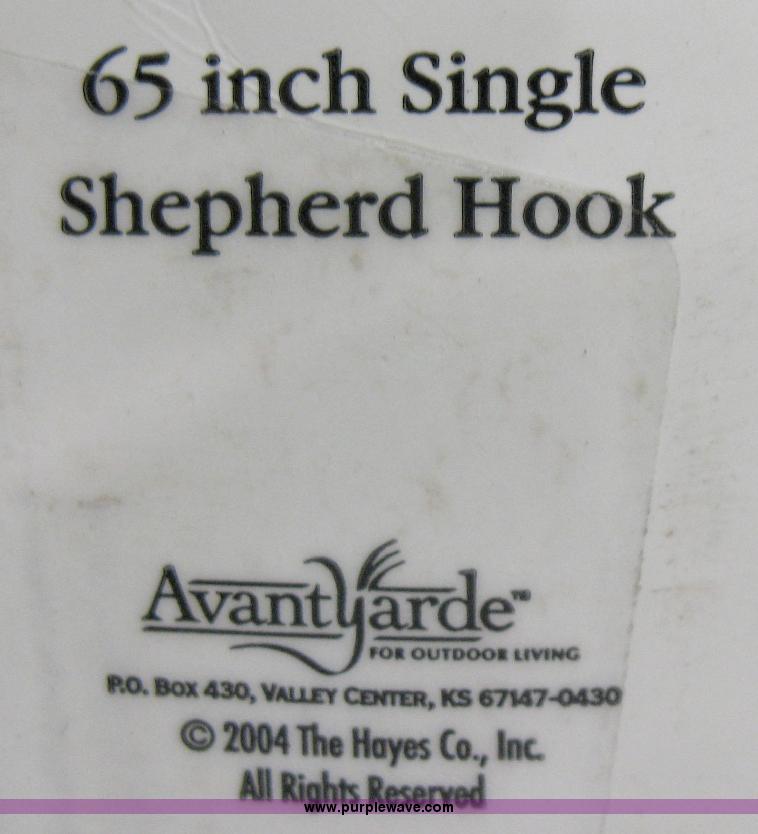 65 inch Single
Shepherd Hook
AvantYarde™
FOR OUTDOOR LIVING
P.O. BOX 430, VALLEY CENTER, KS 67147-0430
© 2004 The Hayes Co., Inc.
All Rights Reserved
www.purplewave.com